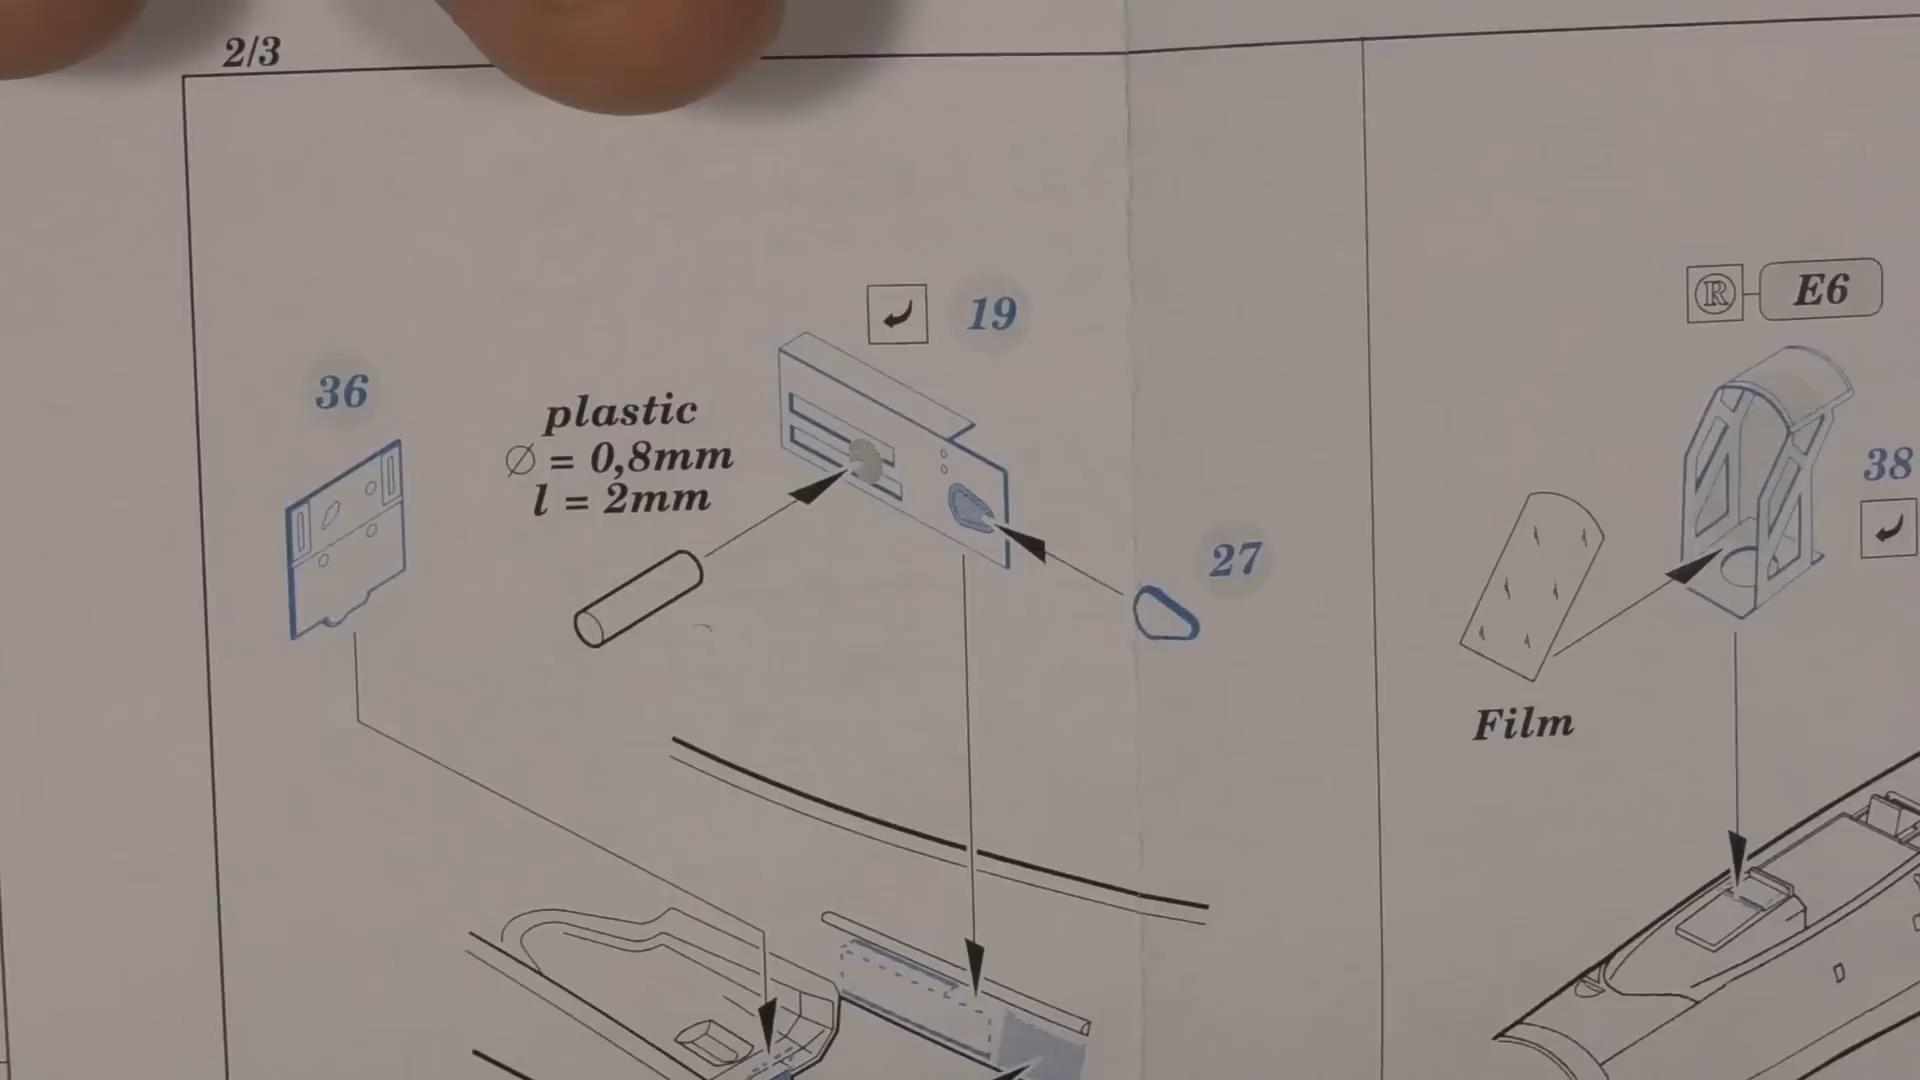 2/3
19
36
plastic
∅ = 0,8mm
l = 2mm
27
® E6
38
Film